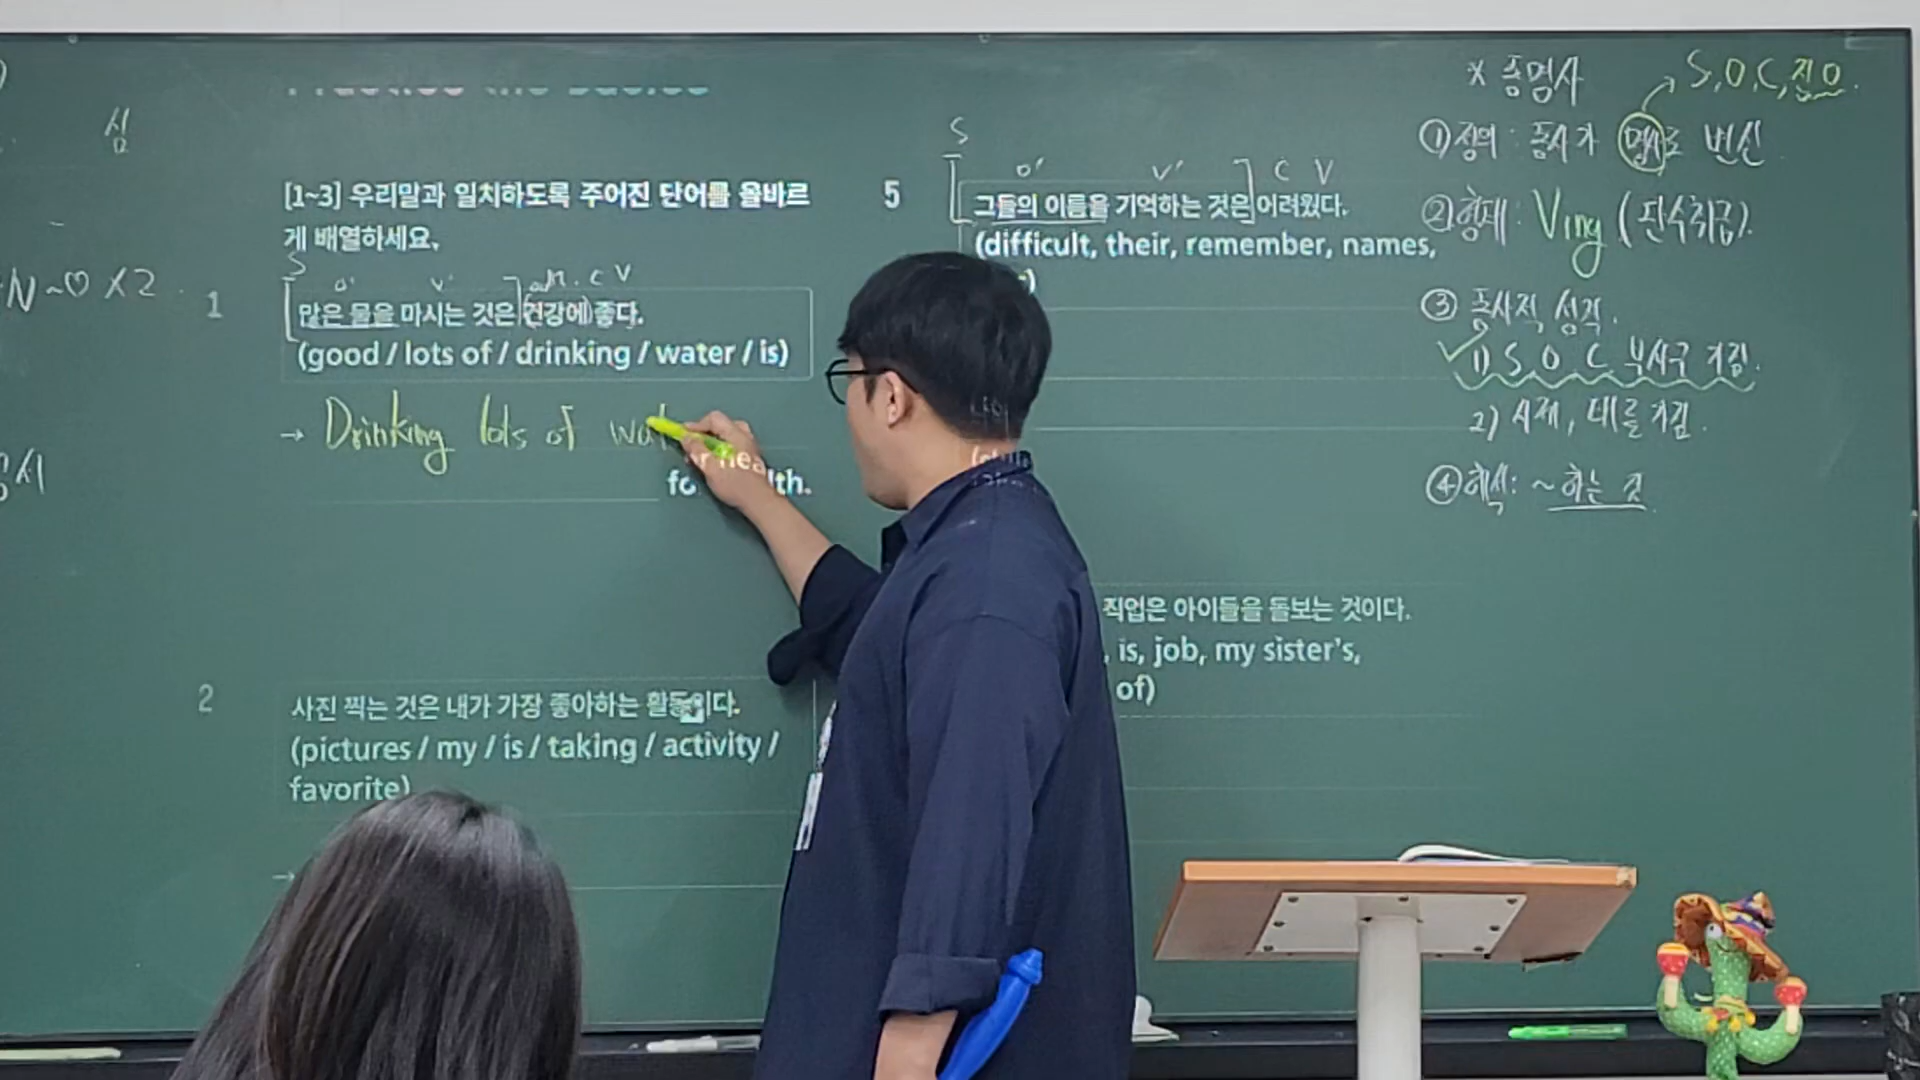 심
N~O X 2
[1~3] 우리말과 일치하도록 주어진 단어를 올바르
게 배열하세요.
S
o' v' C V
1
많은 물을 마시는 것은 건강에 좋다.
(good / lots of / drinking / water / is)
→ Drinking lots of wat
for health.
2
사진 찍는 것은 내가 가장 좋아하는 활동이다.
(pictures / my / is / taking / activity /
favorite)
→
S
o' v' C V
5
그들의 이름을 기억하는 것은 어려웠다.
(difficult, their, remember, names,
직업은 아이들을 돌보는 것이다.
is, job, my sister's,
of)
* 동명사
S, O, C, 전O.
① 정의 : 동사가 명사로 변신
② 형태 : Ving (단수취급).
③ 동사적 성격.
1) S, O, C, 부사구 가짐.
2) 시제, 태를 가짐.
④ 해석: ~하는 것.